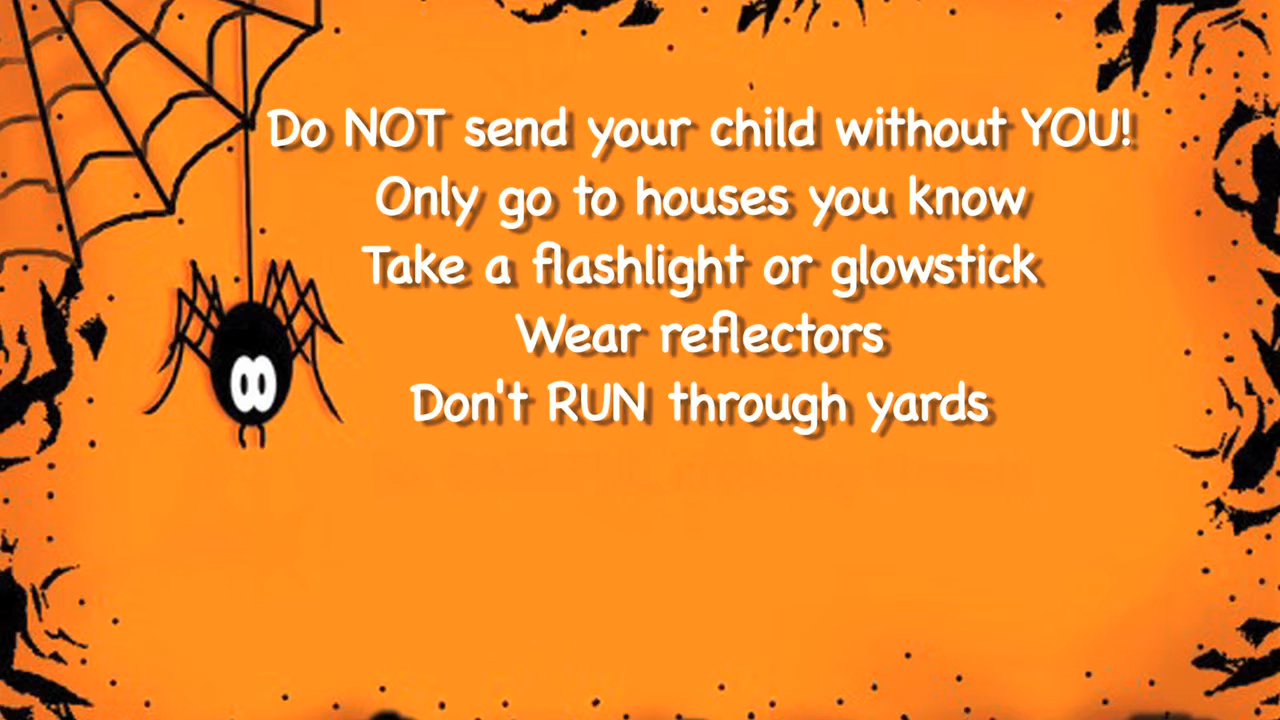 Do NOT send your child without YOU!
Only go to houses you know
Take a flashlight or glowstick
Wear reflectors
Don't RUN through yards